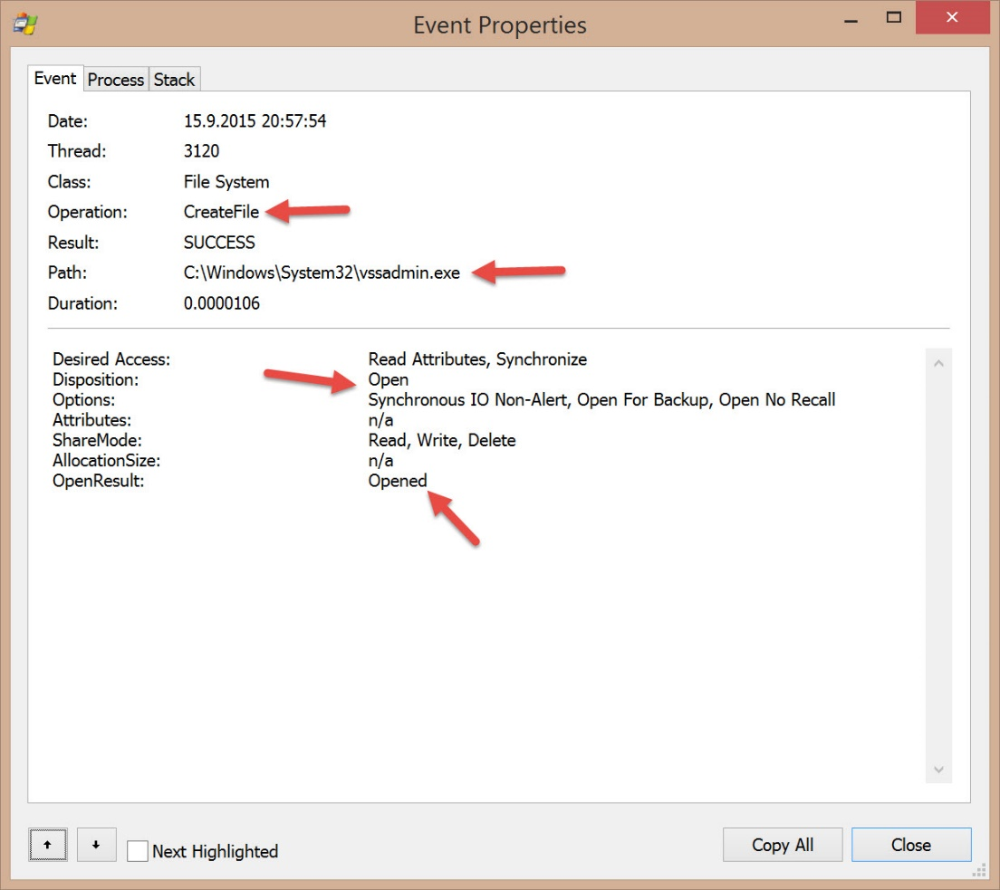 Event Properties
Event Process Stack
Date: 15.9.2015 20:57:54
Thread: 3120
Class: File System
Operation: CreateFile
Result: SUCCESS
Path: C:\Windows\System32\vssadmin.exe
Duration: 0.0000106
Desired Access: Read Attributes, Synchronize
Disposition: Open
Options: Synchronous IO Non-Alert, Open For Backup, Open No Recall
Attributes: n/a
ShareMode: Read, Write, Delete
AllocationSize: n/a
OpenResult: Opened
Next Highlighted Copy All Close